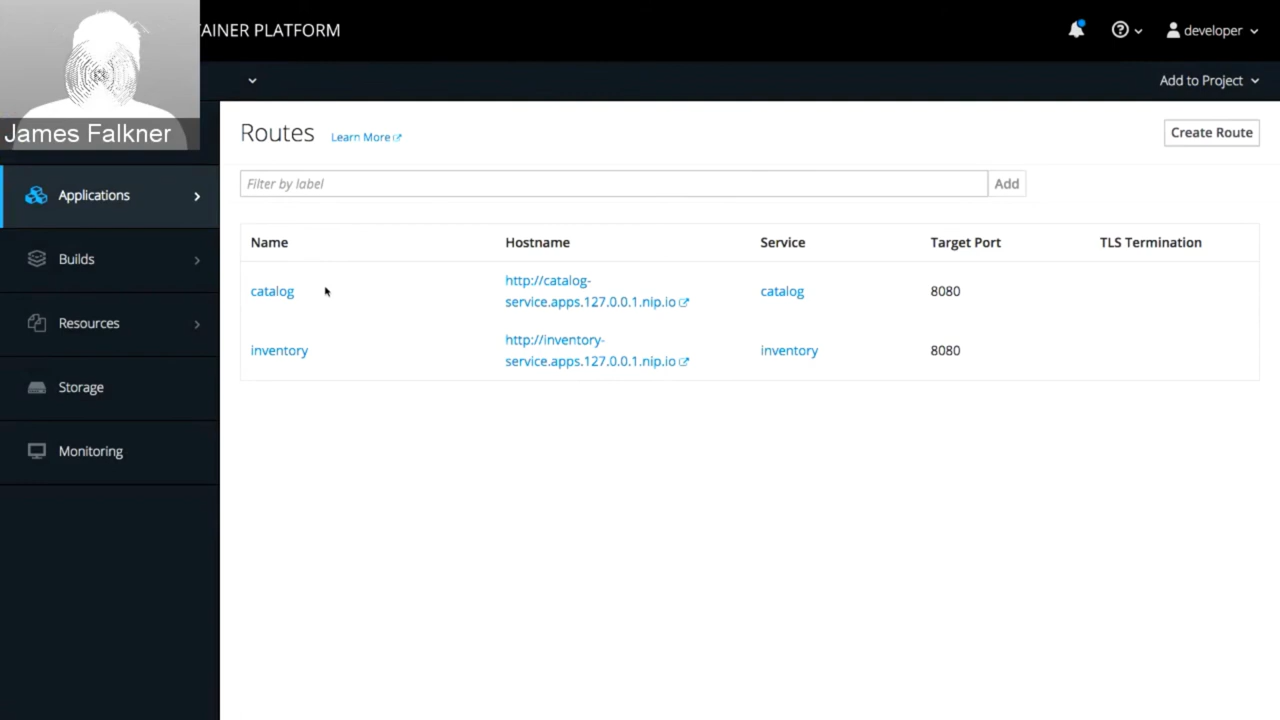 TAINER PLATFORM
developer
Add to Project
James Falkner
Routes Learn More
Create Route
Filter by label Add
Applications
Builds
Resources
Storage
Monitoring
Name Hostname Service Target Port TLS Termination
catalog http://catalog-
service.apps.127.0.0.1.nip.io catalog 8080
inventory http://inventory-
service.apps.127.0.0.1.nip.io inventory 8080